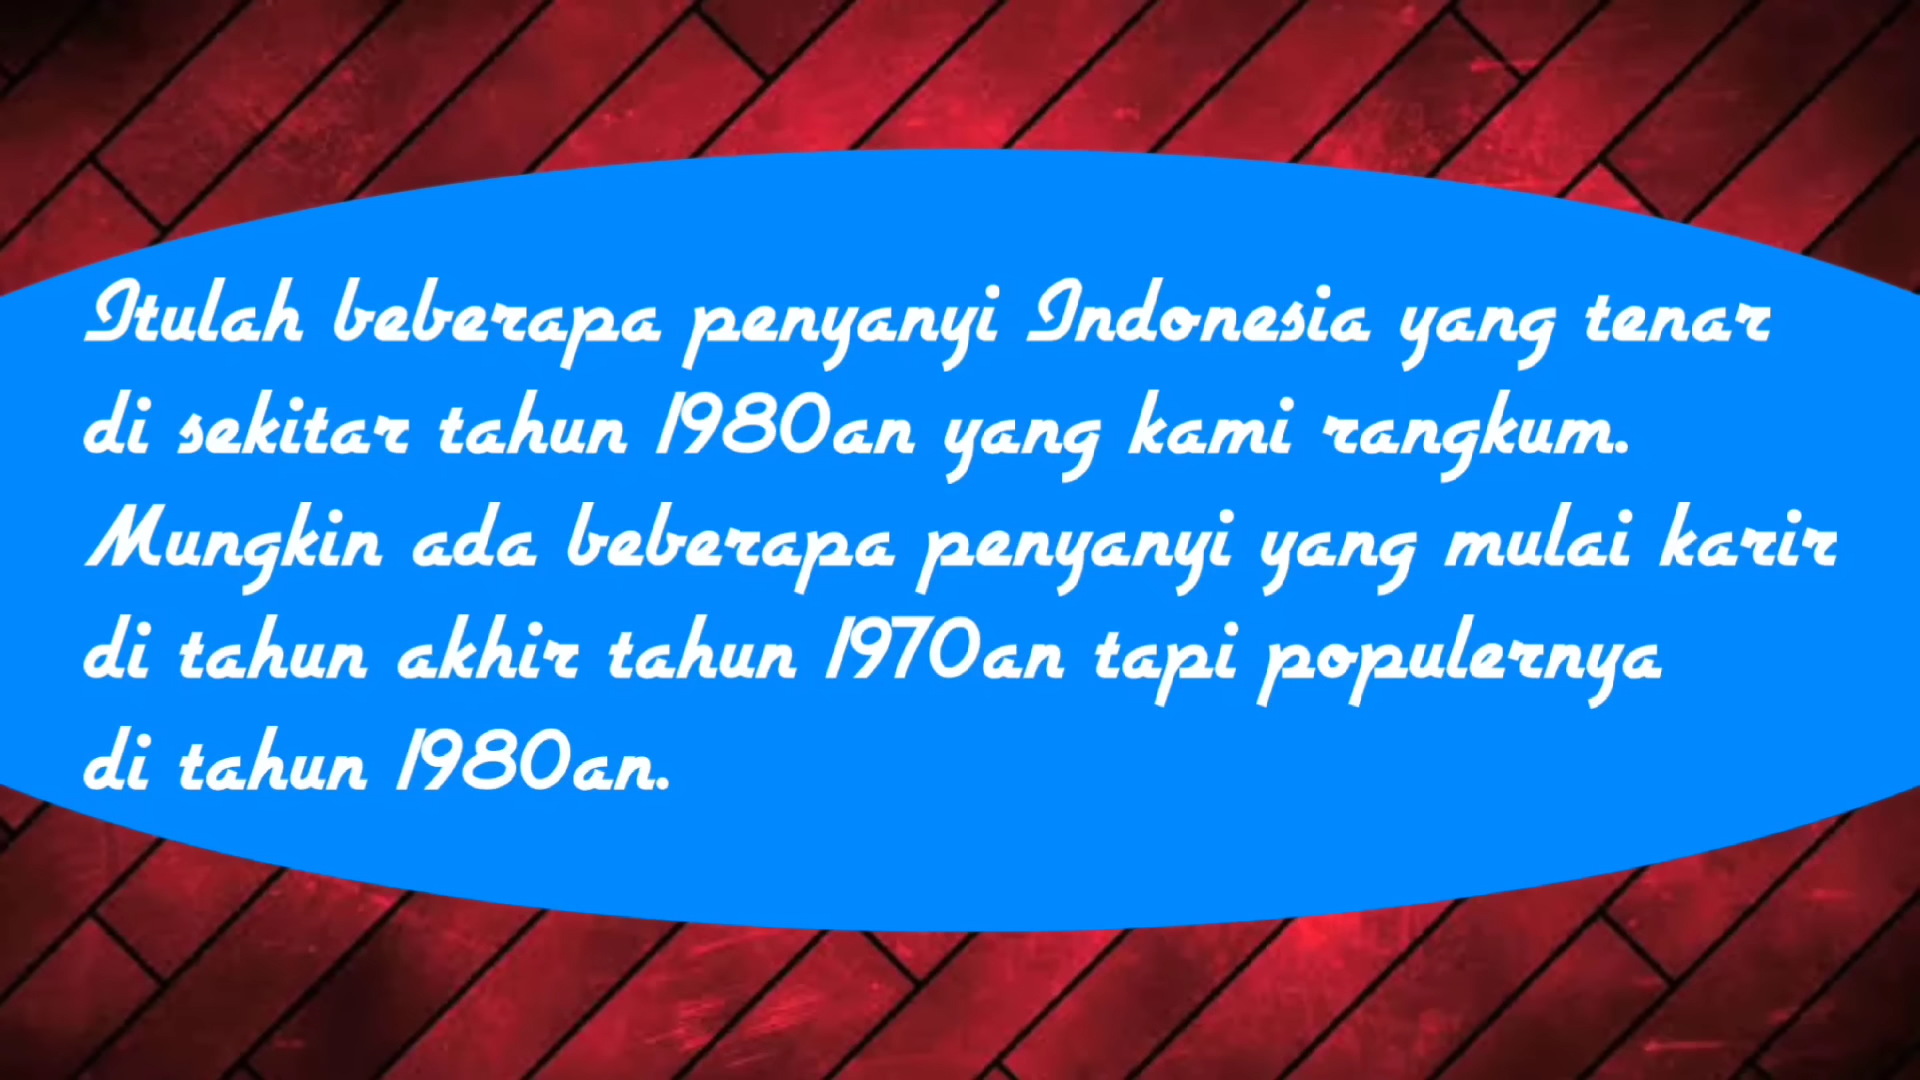 Itulah beberapa penyanyi Indonesia yang tenar
di sekitar tahun 1980an yang kami rangkum.
Mungkin ada beberapa penyanyi yang mulai karir
di tahun akhir tahun 1970an tapi populernya
di tahun 1980an.